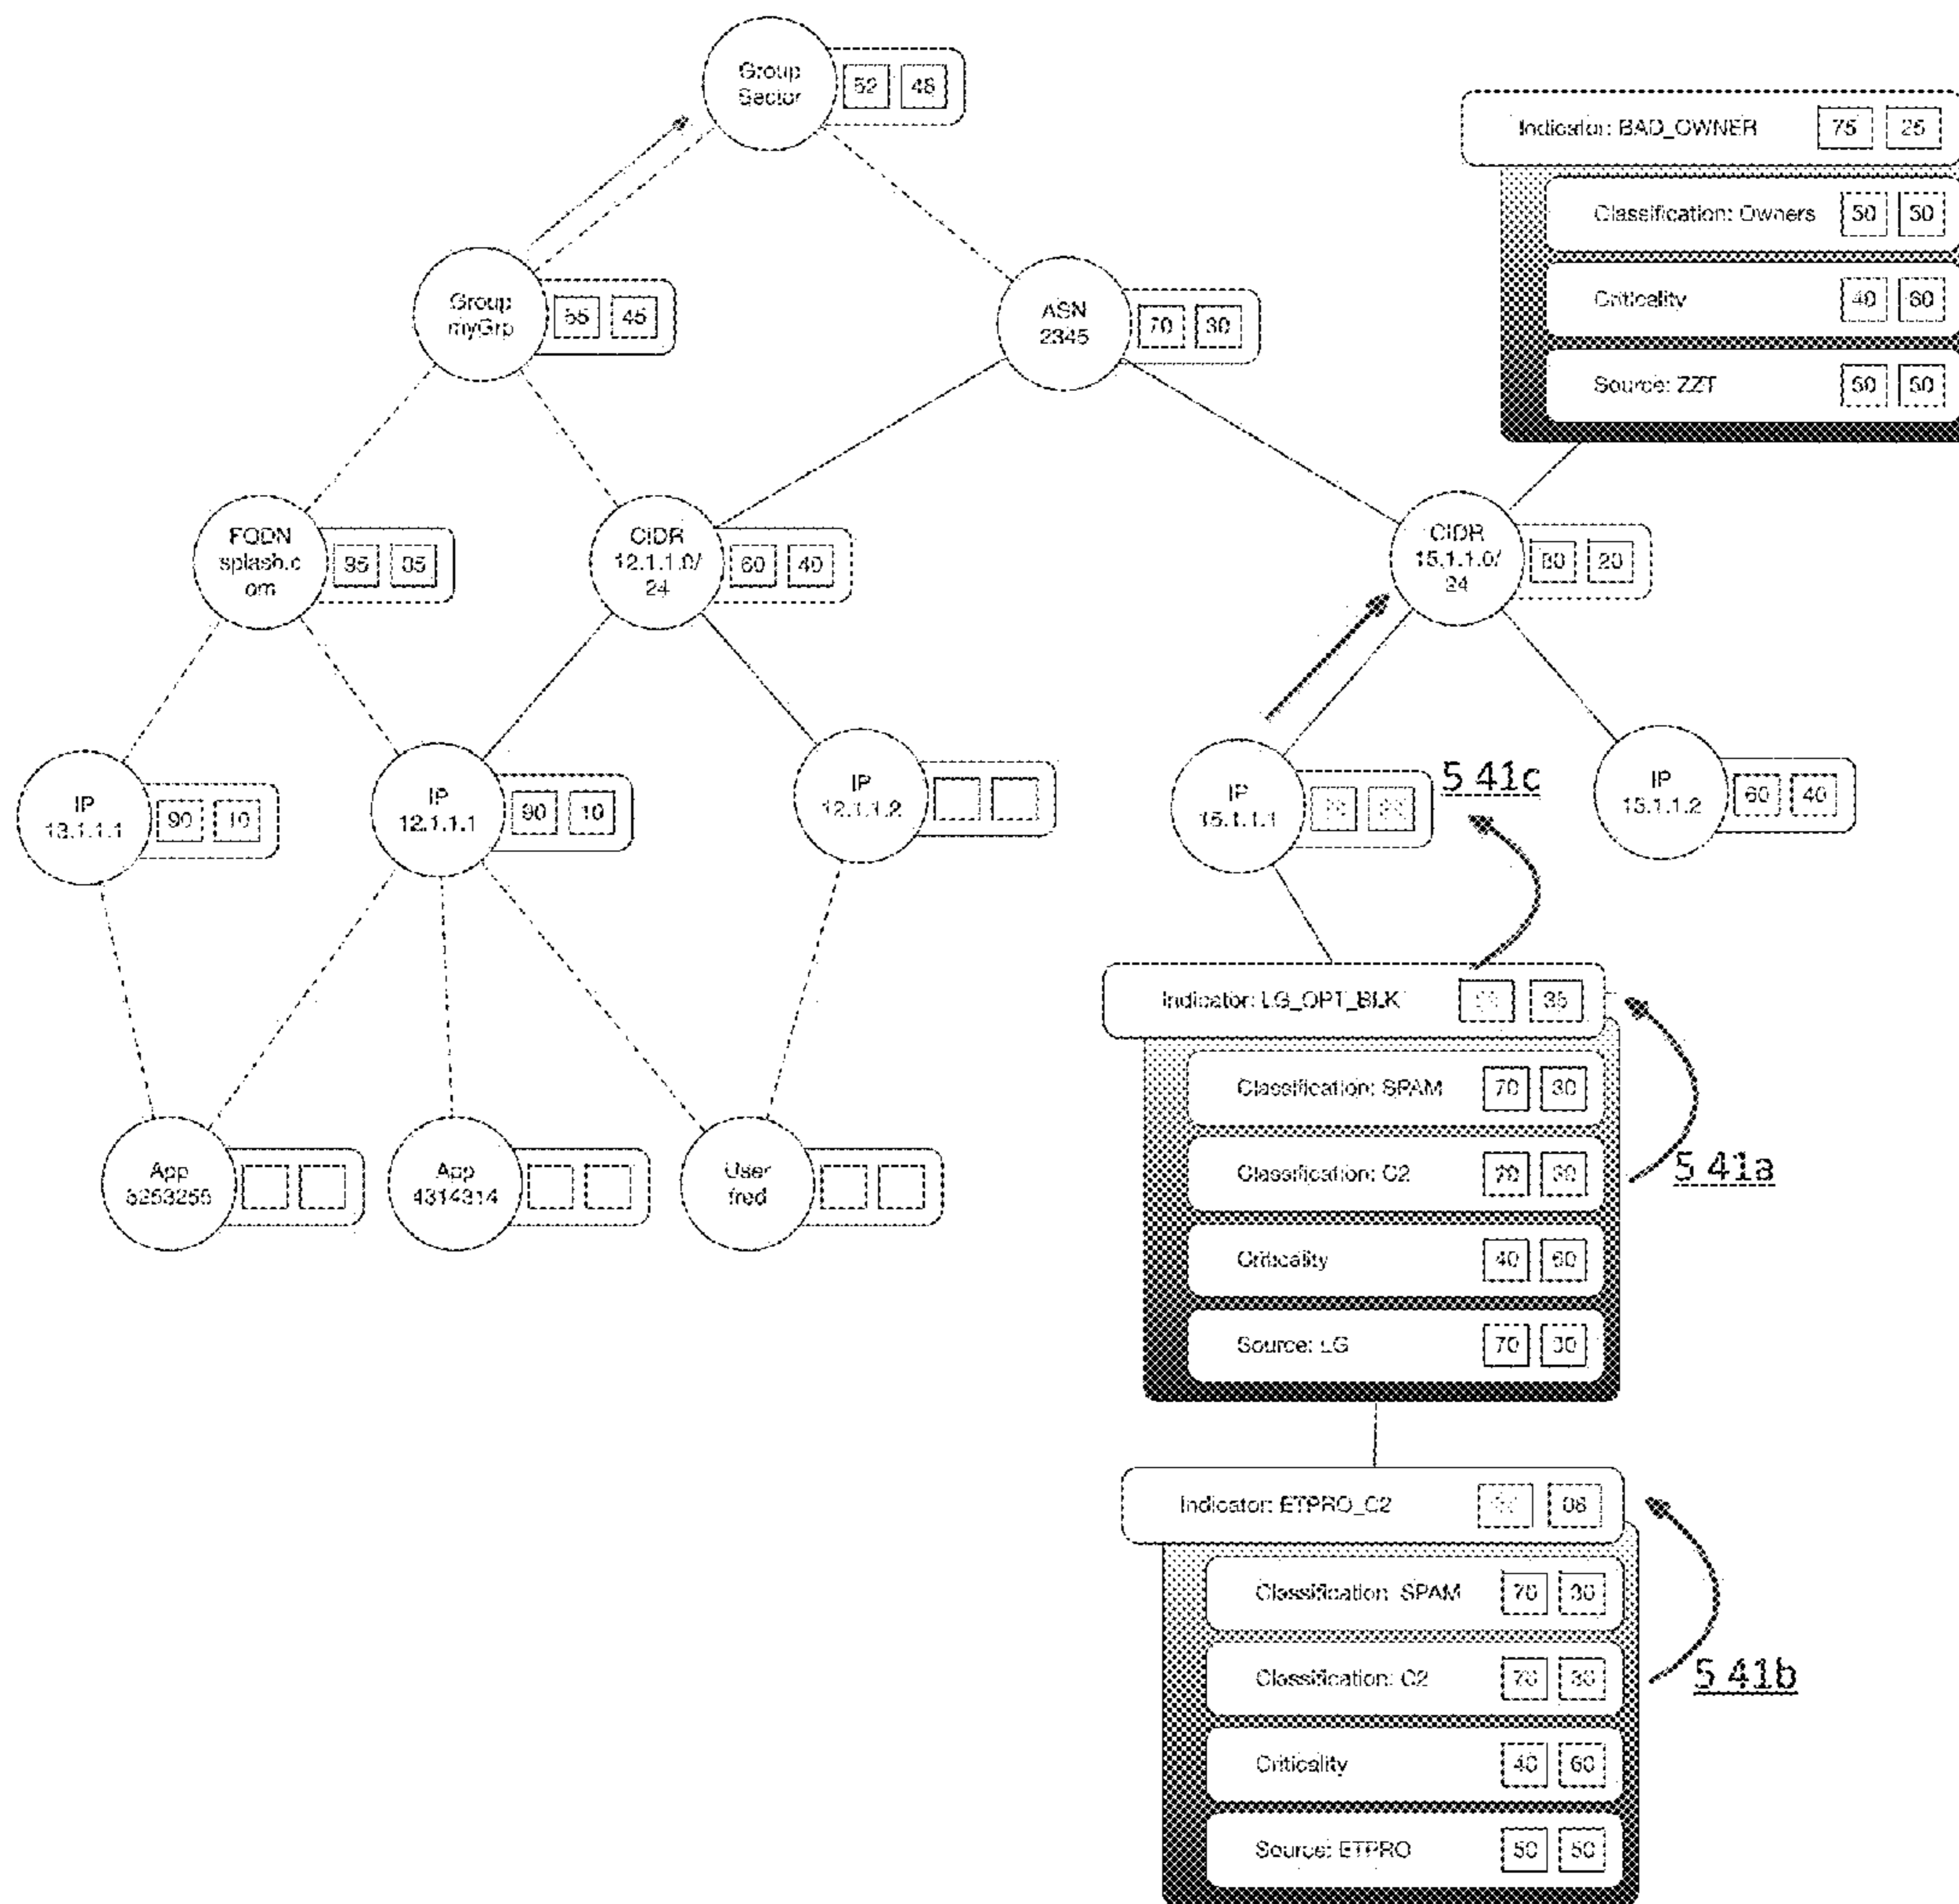 Group
Sector
52 48
Indicator: BAD_OWNER 75 25
Classification: Owners 50 50
Criticality 40 60
Source: ZZT 50 50
Group
myGrp
55 45
ASN
2345
70 30
FQDN
splash.c
om
95 05
CIDR
12.1.1.0/
24
60 40
CIDR
15.1.1.0/
24
80 20
IP
13.1.1.1
90 10
IP
12.1.1.1
90 10
IP
12.1.1.2
IP
15.1.1.1
5 41c
IP
15.1.1.2
60 40
Indicator: LG_OPT_BLK 35
Classification: SPAM 70 30
Classification: C2 70 30
Criticality 40 60
Source: LG 70 30
5 41a
App
App
4314314
User
fred
Indicator: ETPRO_C2 08
Classification: SPAM 70 30
Classification: C2 70 30
Criticality 40 60
Source: ETPRO 50 50
5 41b